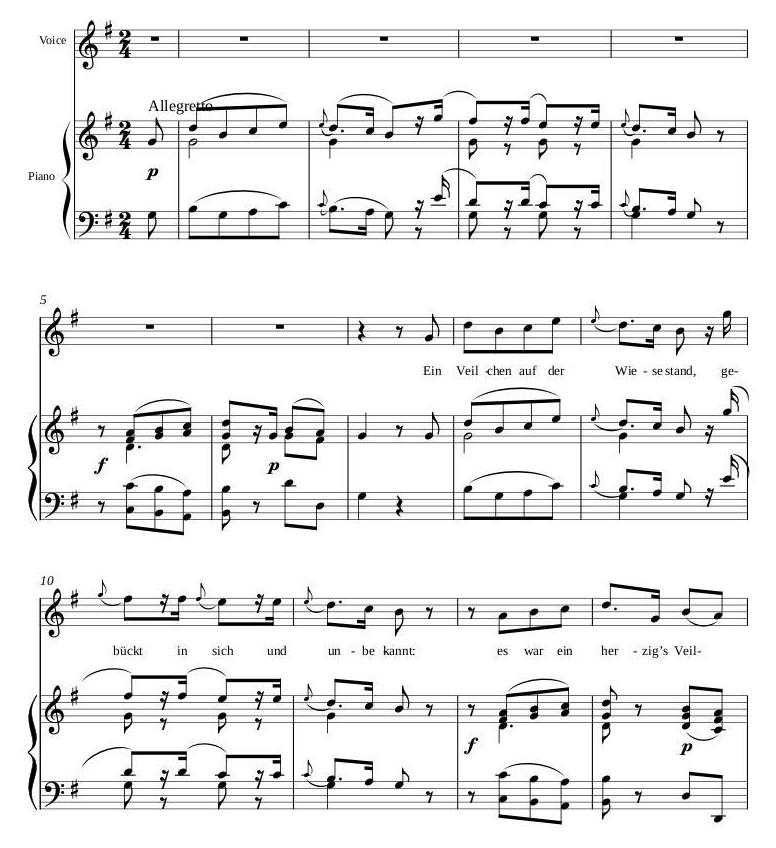 Voice
Allegretto
p
Piano
5
Ein Veil - chen auf der Wie - se stand, ge-
f p
10
bückt in sich und un - be kannt: es war ein her - zig's Veil-
f p